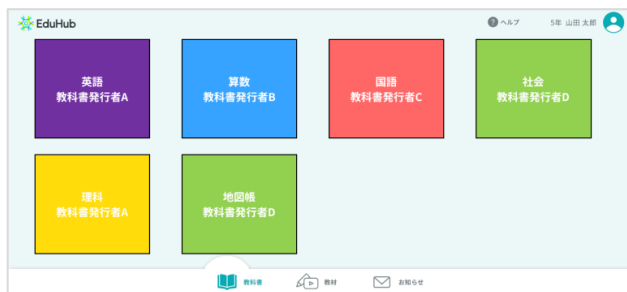 EduHub
? ヘルプ
5年 山田 太郎
英語
教科書発行者A
算数
教科書発行者B
国語
教科書発行者C
社会
教科書発行者D
理科
教科書発行者A
地図帳
教科書発行者D
教科書
教材
お知らせ